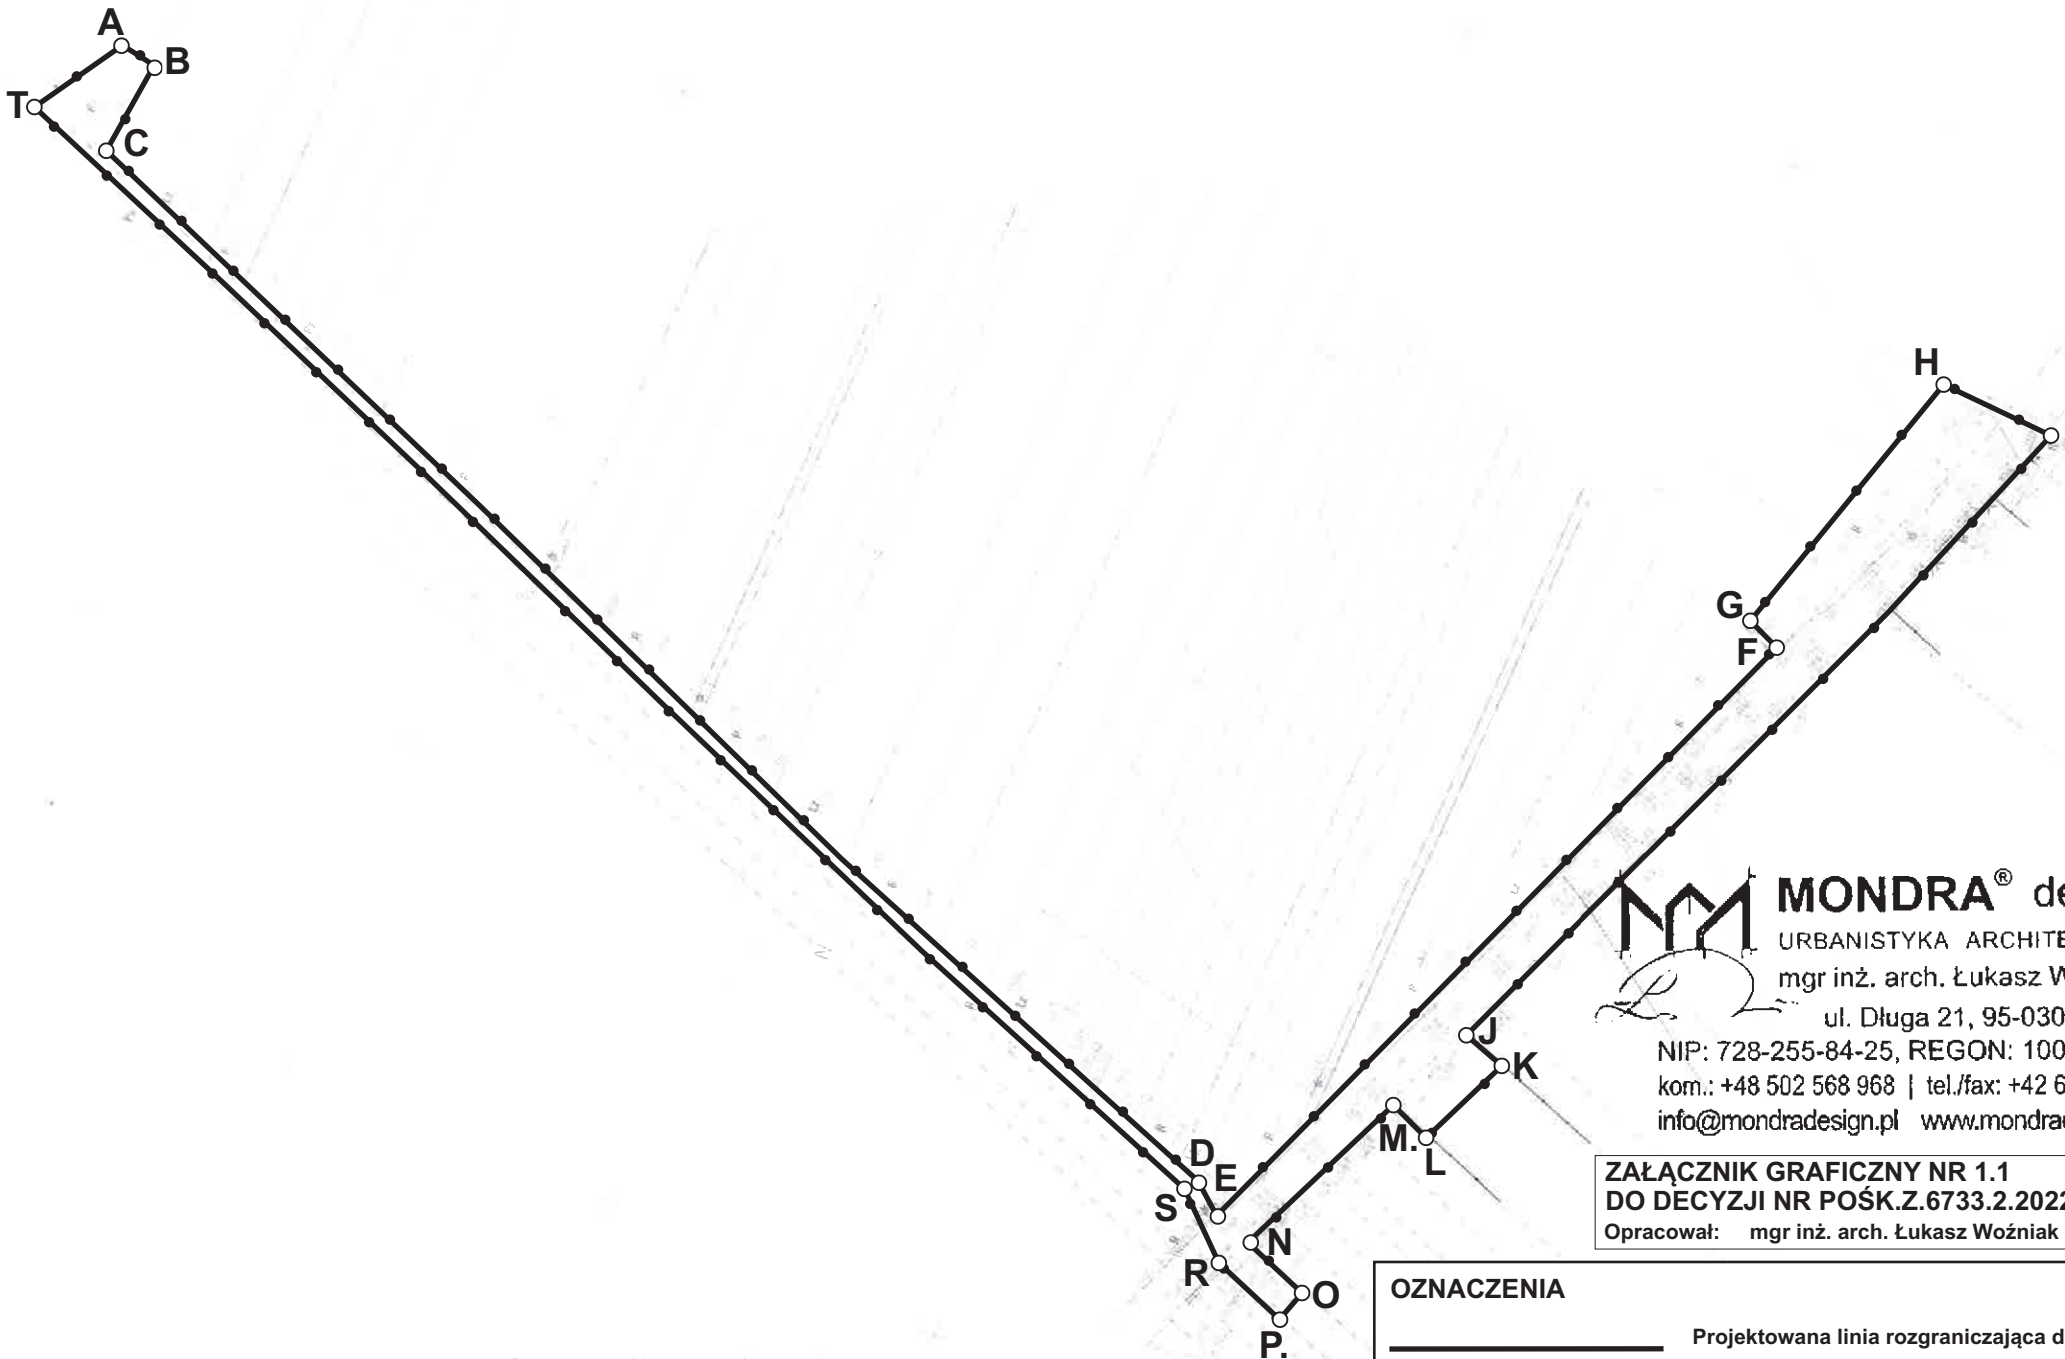 A
B
T
C
H
G
F
J
K
M.
L
D
E
S
N
R
O
P.
MONDRA® de
URBANISTYKA ARCHITE
mgr inż. arch. Łukasz W
ul. Długa 21, 95-030
NIP: 728-255-84-25, REGON: 100
kom.: +48 502 568 968 | tel./fax: +42 6
info@mondradesign.pl www.mondrad
ZAŁĄCZNIK GRAFICZNY NR 1.1
DO DECYZJI NR POŚK.Z.6733.2.2022
Opracował: mgr inż. arch. Łukasz Woźniak
OZNACZENIA
Projektowana linia rozgraniczająca d